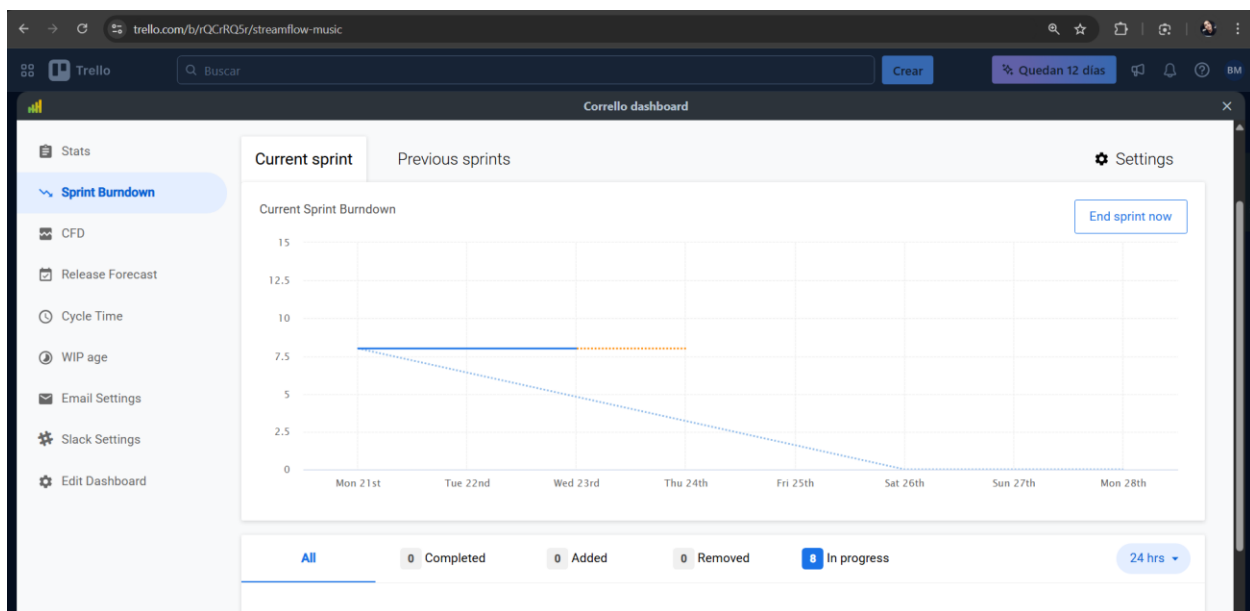 trello.com/b/rQCrRQ5r/streamflow-music
Trello
Buscar
Crear
Quedan 12 días
BM
Corrello dashboard
Stats
Sprint Burndown
CFD
Release Forecast
Cycle Time
WIP age
Email Settings
Slack Settings
Edit Dashboard
Current sprint
Previous sprints
Settings
Current Sprint Burndown
End sprint now
15
12.5
10
7.5
5
2.5
0
Mon 21st Tue 22nd Wed 23rd Thu 24th Fri 25th Sat 26th Sun 27th Mon 28th
All
0 Completed
0 Added
0 Removed
8 In progress
24 hrs